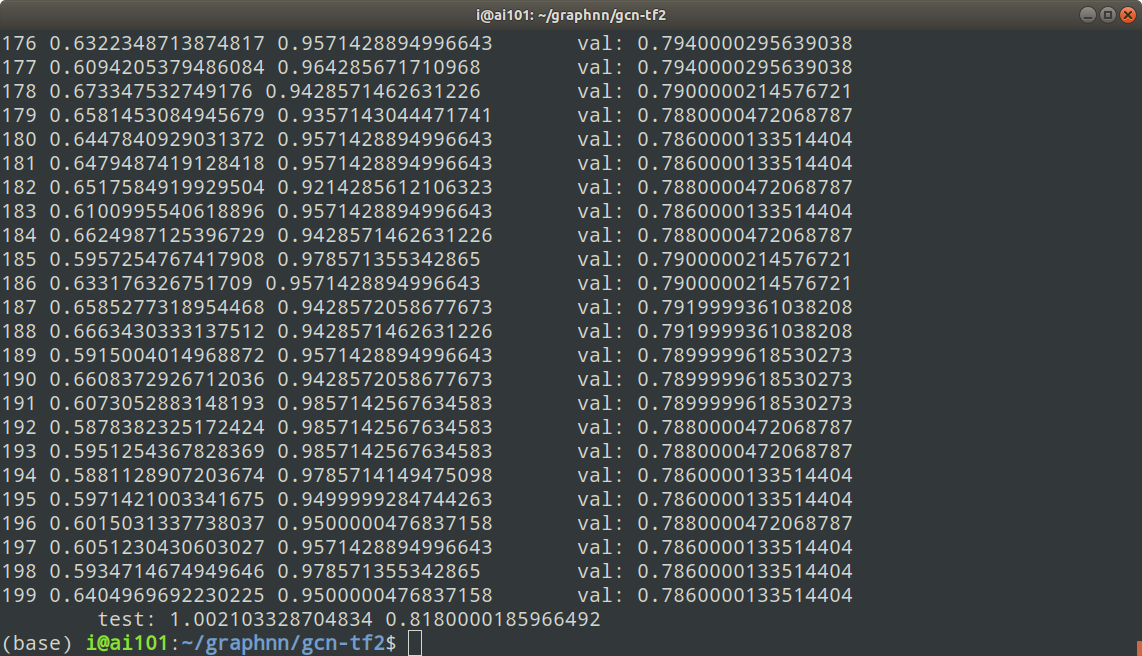 i@ai101: ~/graphnn/gcn-tf2
176 0.6322348713874817 0.9571428894996643 val: 0.7940000295639038
177 0.6094205379486084 0.964285671710968 val: 0.7940000295639038
178 0.673347532749176 0.9428571462631226 val: 0.7900000214576721
179 0.6581453084945679 0.9357143044471741 val: 0.7880000472068787
180 0.6447840929031372 0.9571428894996643 val: 0.7860000133514404
181 0.6479487419128418 0.9571428894996643 val: 0.7860000133514404
182 0.6517584919929504 0.9214285612106323 val: 0.7880000472068787
183 0.6100995540618896 0.9571428894996643 val: 0.7860000133514404
184 0.6624987125396729 0.9428571462631226 val: 0.7880000472068787
185 0.5957254767417908 0.978571355342865 val: 0.7900000214576721
186 0.633176326751709 0.9571428894996643 val: 0.7900000214576721
187 0.6585277318954468 0.9428572058677673 val: 0.7919999361038208
188 0.6663430333137512 0.9428571462631226 val: 0.7919999361038208
189 0.5915004014968872 0.9571428894996643 val: 0.7899999618530273
190 0.6608372926712036 0.9428572058677673 val: 0.7899999618530273
191 0.6073052883148193 0.9857142567634583 val: 0.7899999618530273
192 0.5878382325172424 0.9857142567634583 val: 0.7880000472068787
193 0.5951254367828369 0.9857142567634583 val: 0.7880000472068787
194 0.5881128907203674 0.9785714149475098 val: 0.7860000133514404
195 0.5971421003341675 0.9499999284744263 val: 0.7860000133514404
196 0.6015031337738037 0.9500000476837158 val: 0.7880000472068787
197 0.6051230430603027 0.9571428894996643 val: 0.7860000133514404
198 0.5934714674949646 0.978571355342865 val: 0.7860000133514404
199 0.6404969692230225 0.9500000476837158 val: 0.7860000133514404
test: 1.002103328704834 0.8180000185966492
(base) i@ai101:~/graphnn/gcn-tf2$